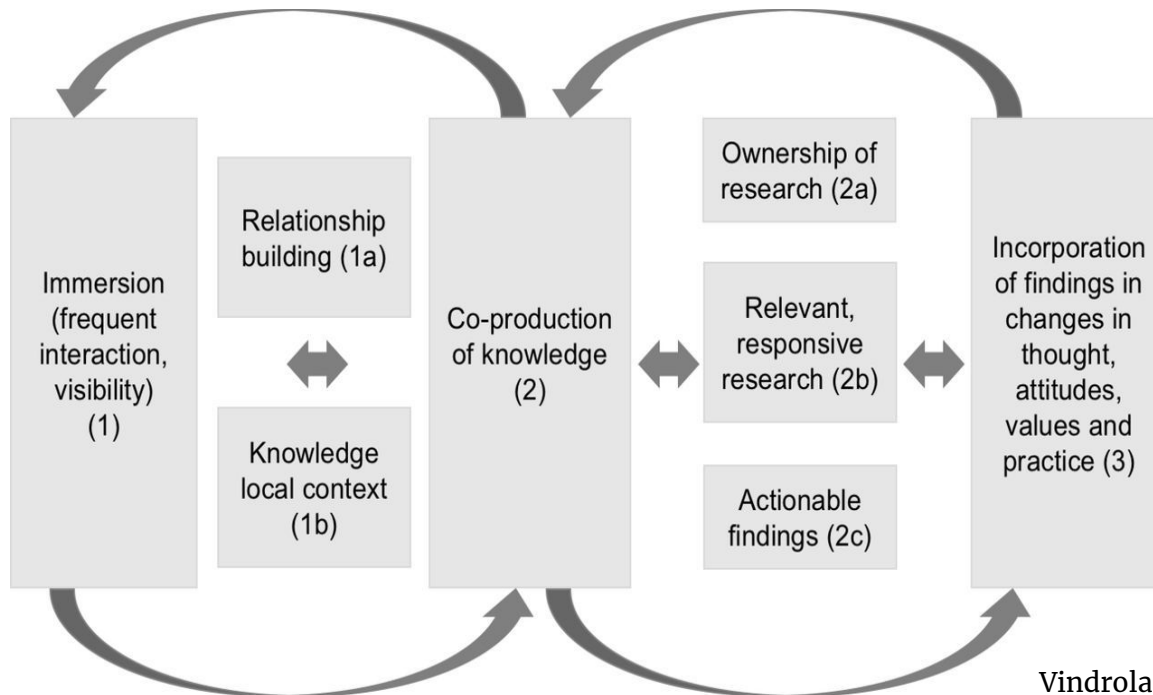 Immersion
(frequent
interaction,
visibility)
(1)
Relationship
building (1a)
Knowledge
local context
(1b)
Co-production
of knowledge
(2)
Ownership of
research (2a)
Relevant,
responsive
research (2b)
Actionable
findings (2c)
Incorporation
of findings in
changes in
thought,
attitudes,
values and
practice (3)
Vindrola